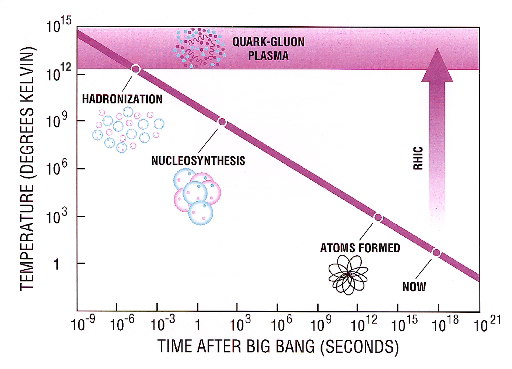 TEMPERATURE (DEGREES KELVIN)
10^15
10^12
10^9
10^6
10^3
1
QUARK-GLUON
PLASMA
HADRONIZATION
NUCLEOSYNTHESIS
RHIC
ATOMS FORMED
NOW
10^-9 10^-6 10^-3 1 10^3 10^6 10^9 10^12 10^15 10^18 10^21
TIME AFTER BIG BANG (SECONDS)